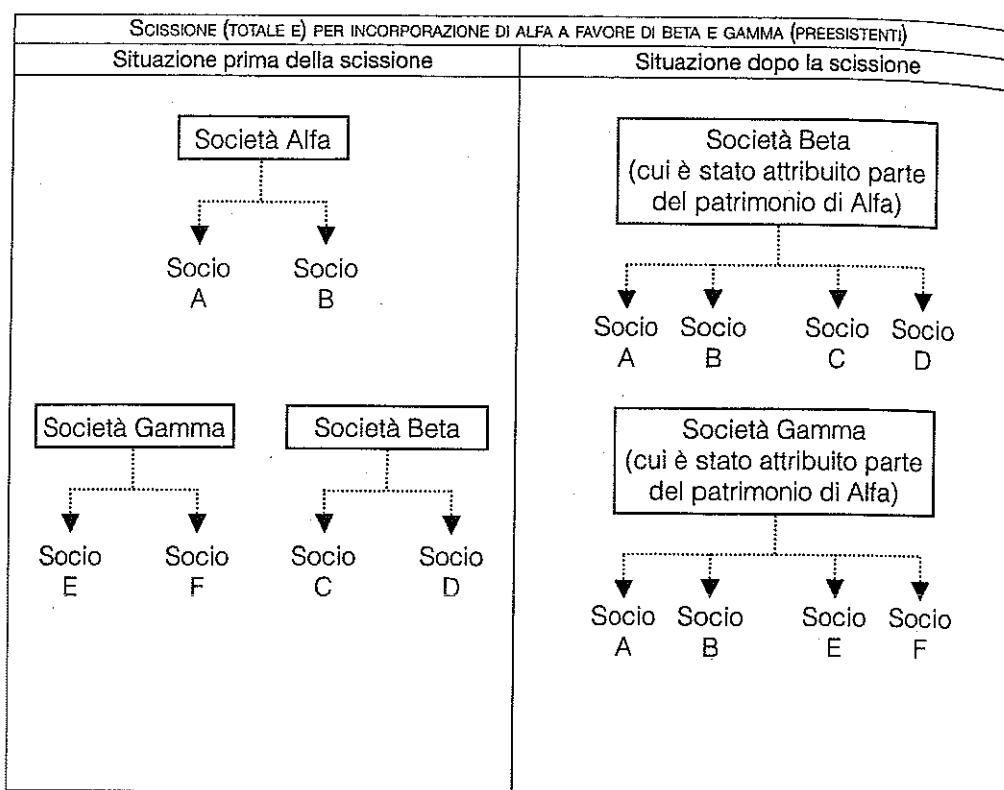 SCISSIONE (TOTALE E) PER INCORPORAZIONE DI ALFA A FAVORE DI BETA E GAMMA (PREESISTENTI)
Situazione prima della scissione
Società Alfa
Socio Socio
A B
Società Gamma Società Beta
Socio Socio Socio Socio
E F C D
Situazione dopo la scissione
Società Beta
(cui è stato attribuito parte
del patrimonio di Alfa)
Socio Socio Socio Socio
A B C D
Società Gamma
(cui è stato attribuito parte
del patrimonio di Alfa)
Socio Socio Socio Socio
A B E F